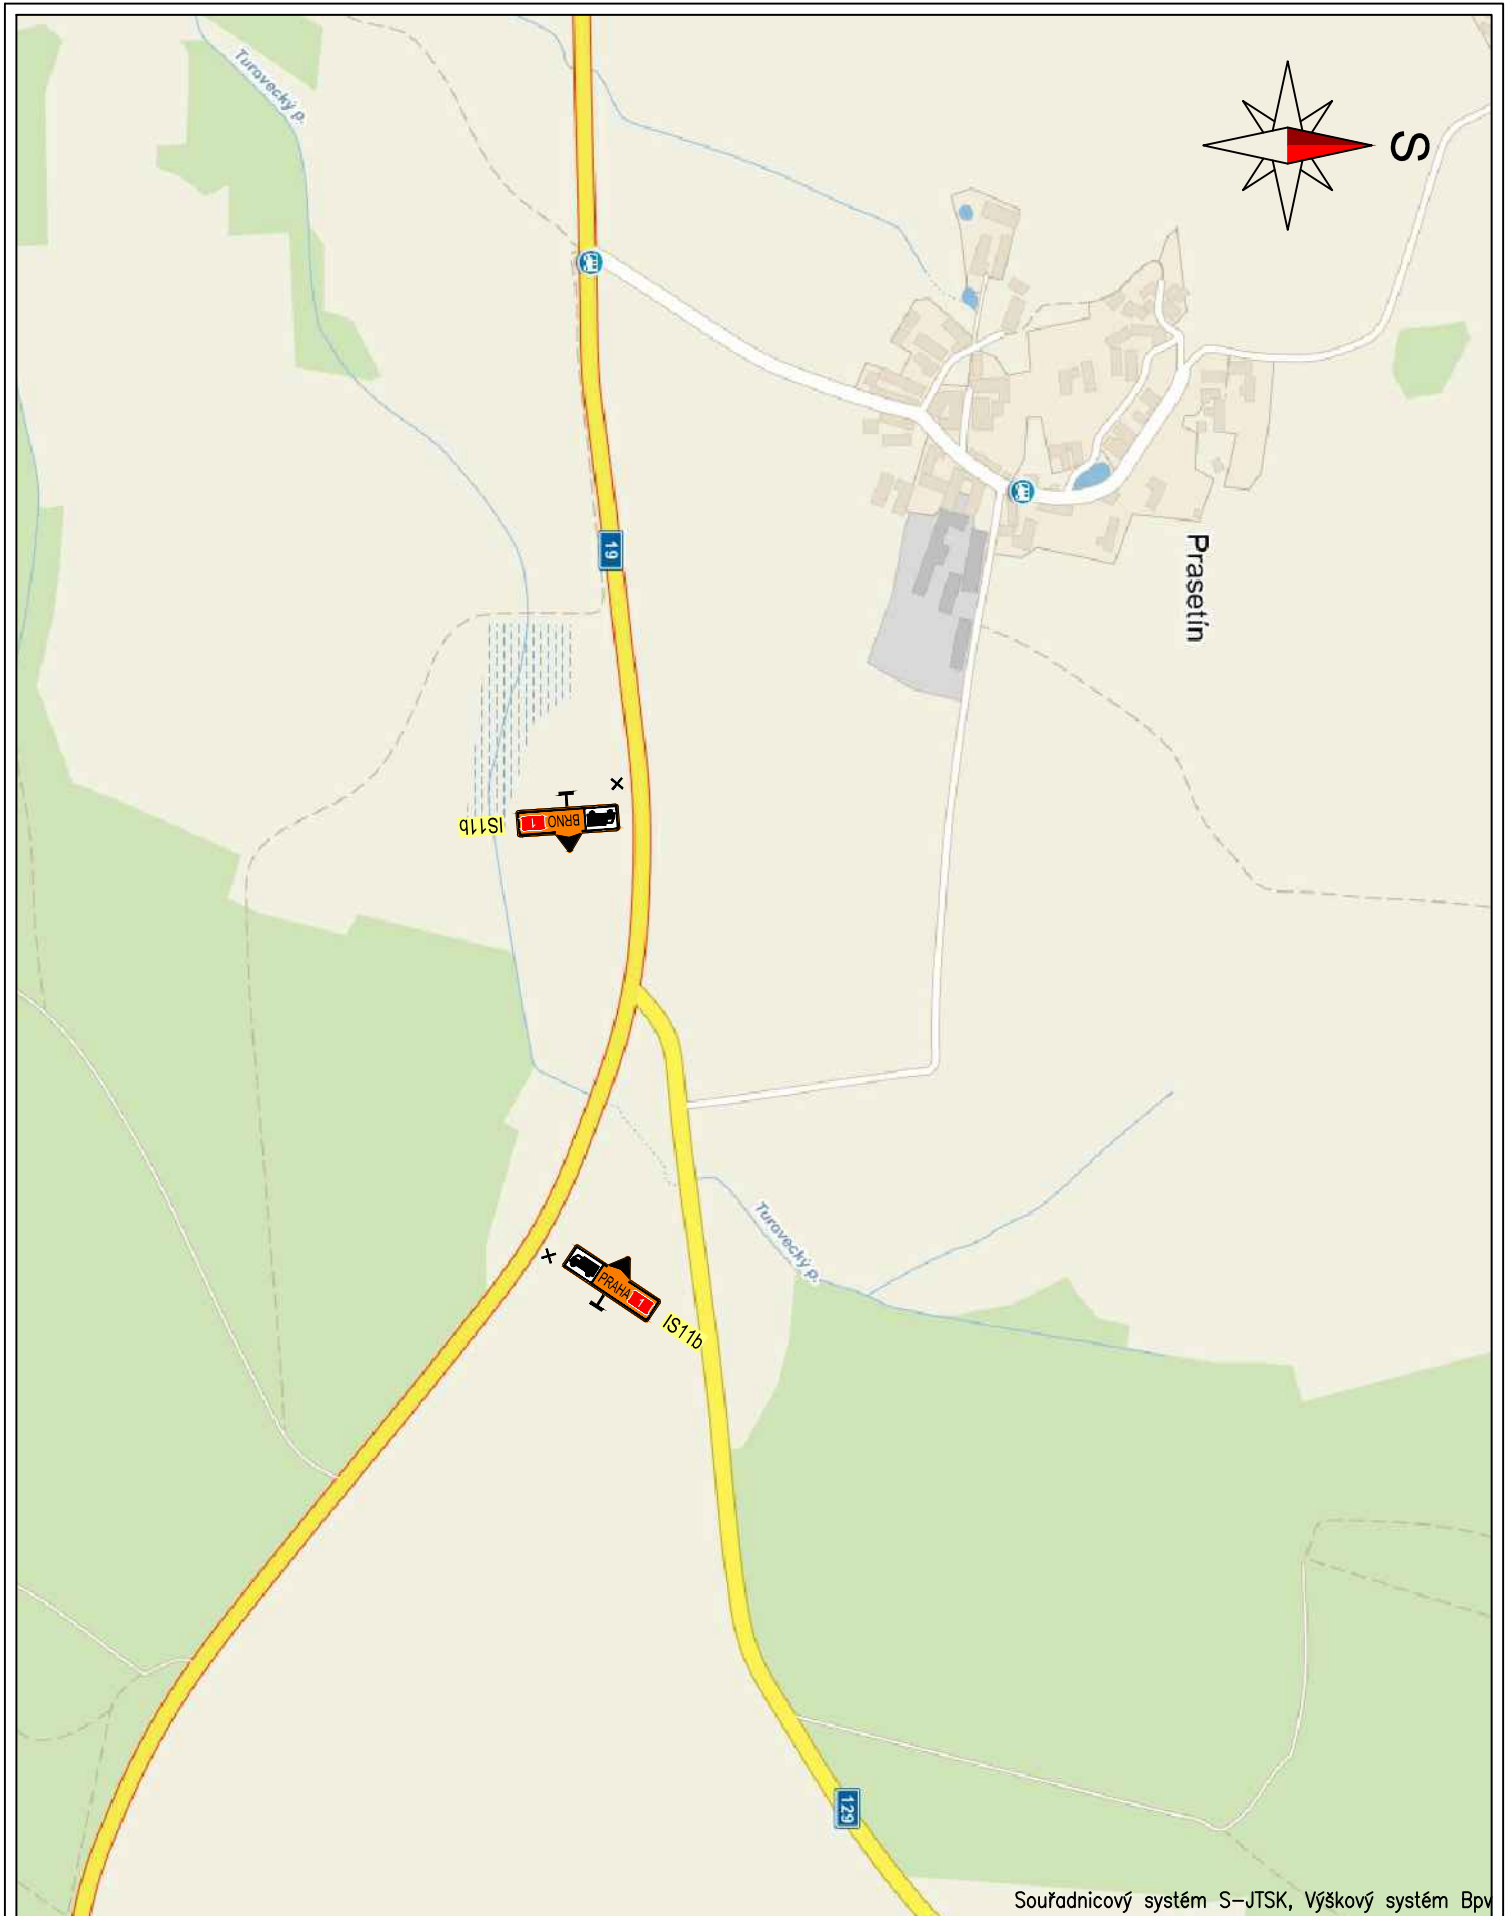 Turovecký p.
S
19
Prasetín
IS11b
1
BRNO
Turovecký p.
PRAHA
1
IS11b
129
Souřadnicový systém S-JTSK, Výškový systém Bpv